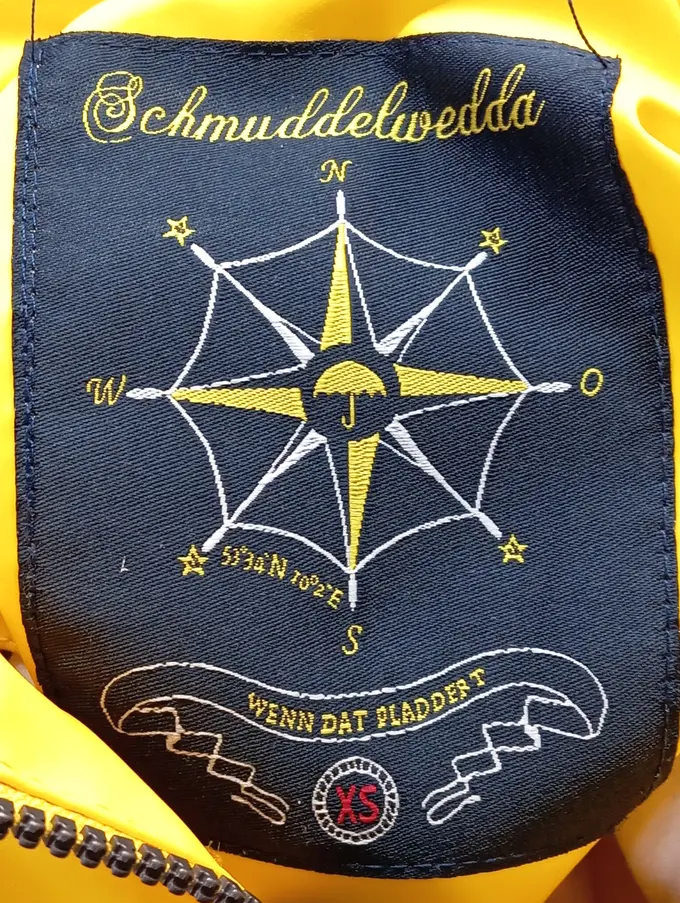 Schmuddelwedda
N
W
O
53°34'N 10°2'E
S
WENN DAT PLADDERT
XS